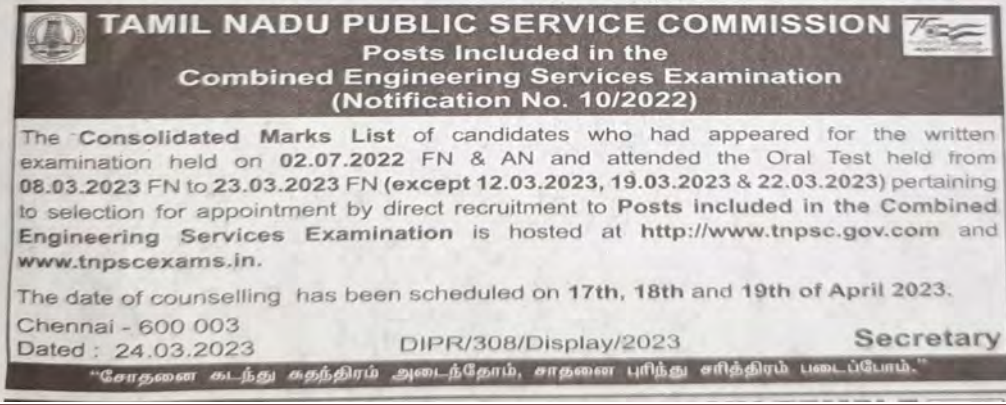 TAMIL NADU PUBLIC SERVICE COMMISSION
Posts Included in the
Combined Engineering Services Examination
(Notification No. 10/2022)
The Consolidated Marks List of candidates who had appeared for the written
examination held on 02.07.2022 FN & AN and attended the Oral Test held from
08.03.2023 FN to 23.03.2023 FN (except 12.03.2023, 19.03.2023 & 22.03.2023) pertaining
to selection for appointment by direct recruitment to Posts included in the Combined
Engineering Services Examination is hosted at http://www.tnpsc.gov.com and
www.tnpscexams.in.
The date of counselling has been scheduled on 17th, 18th and 19th of April 2023.
Chennai - 600 003
Dated : 24.03.2023 DIPR/308/Display/2023 Secretary
"சோதனை கடந்து சுதந்திரம் அடைந்தோம், சாதனை புரிந்து சரித்திரம் படைப்போம்."